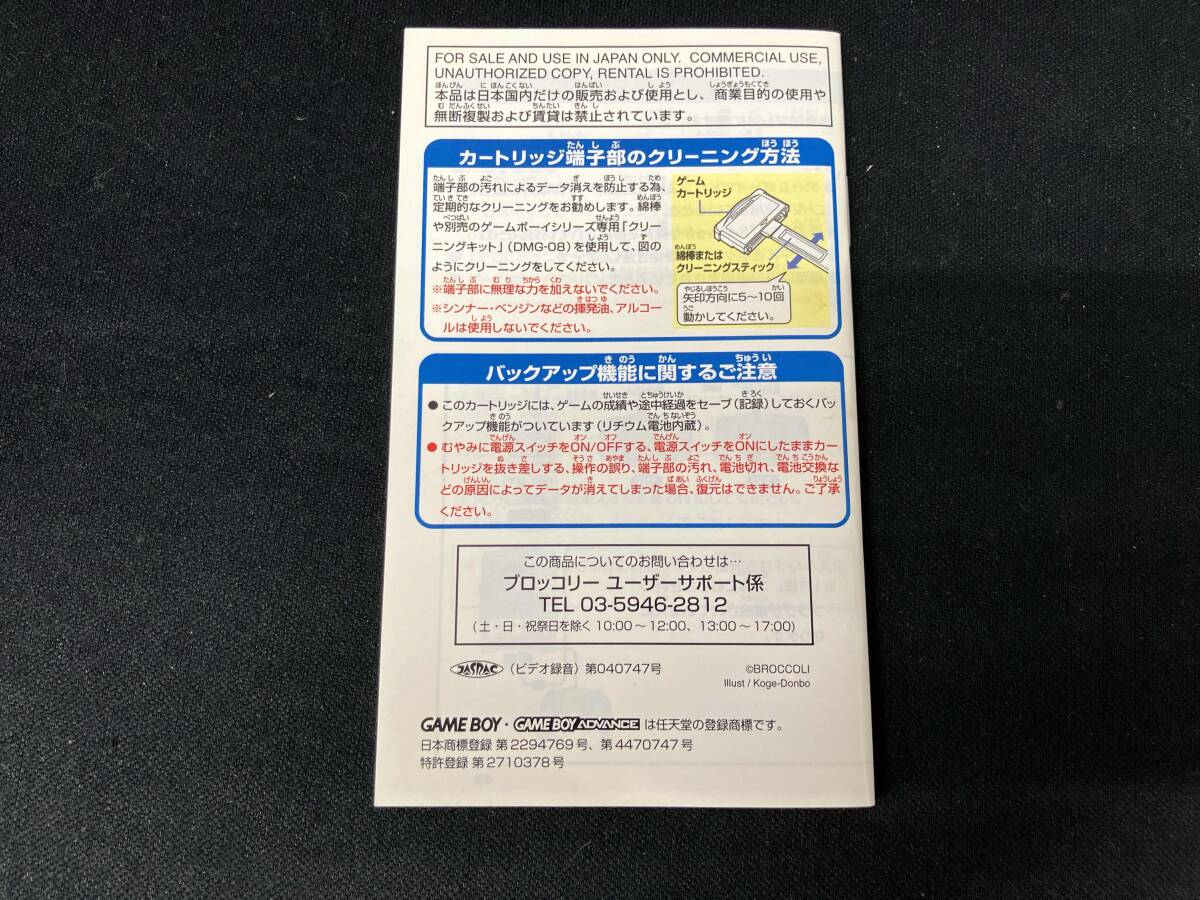 FOR SALE AND USE IN JAPAN ONLY. COMMERCIAL USE,
UNAUTHORIZED COPY, RENTAL IS PROHIBITED.
本品は日本国内だけの販売および使用とし、商業目的の使用や
無断複製および賃貸は禁止されています。
カートリッジ端子部のクリーニング方法
端子部の汚れによるデータ消えを防止する為、
定期的なクリーニングをお勧めします。綿棒
や別売のゲームボーイシリーズ専用「クリー
ニングキット」(DMG-08)を使用して、図の
ようにクリーニングをしてください。
※端子部に無理な力を加えないでください。
※シンナー・ベンジンなどの揮発油、アルコー
ルは使用しないでください。
ゲーム
カートリッジ
綿棒または
クリーニングスティック
矢印方向に5~10回
動かしてください。
バックアップ機能に関するご注意
● このカートリッジには、ゲームの成績や途中経過をセーブ(記録)しておくバッ
クアップ機能がついています(リチウム電池内蔵)。
● むやみに電源スイッチをON/OFFする、電源スイッチをONにしたままカー
トリッジを抜き差しする、操作の誤り、端子部の汚れ、電池切れ、電池交換な
どの原因によってデータが消えてしまった場合、復元はできません。ご了承
ください。
この商品についてのお問い合わせは…
ブロッコリー ユーザーサポート係
TEL 03-5946-2812
(土・日・祝祭日を除く 10:00~12:00、13:00~17:00)
JASRAC (ビデオ録音)第040747号
©BROCCOLI
Illust / Koge-Donbo
GAME BOY・GAME BOY ADVANCE は任天堂の登録商標です。
日本商標登録 第2294769号、第4470747号
特許登録 第2710378号